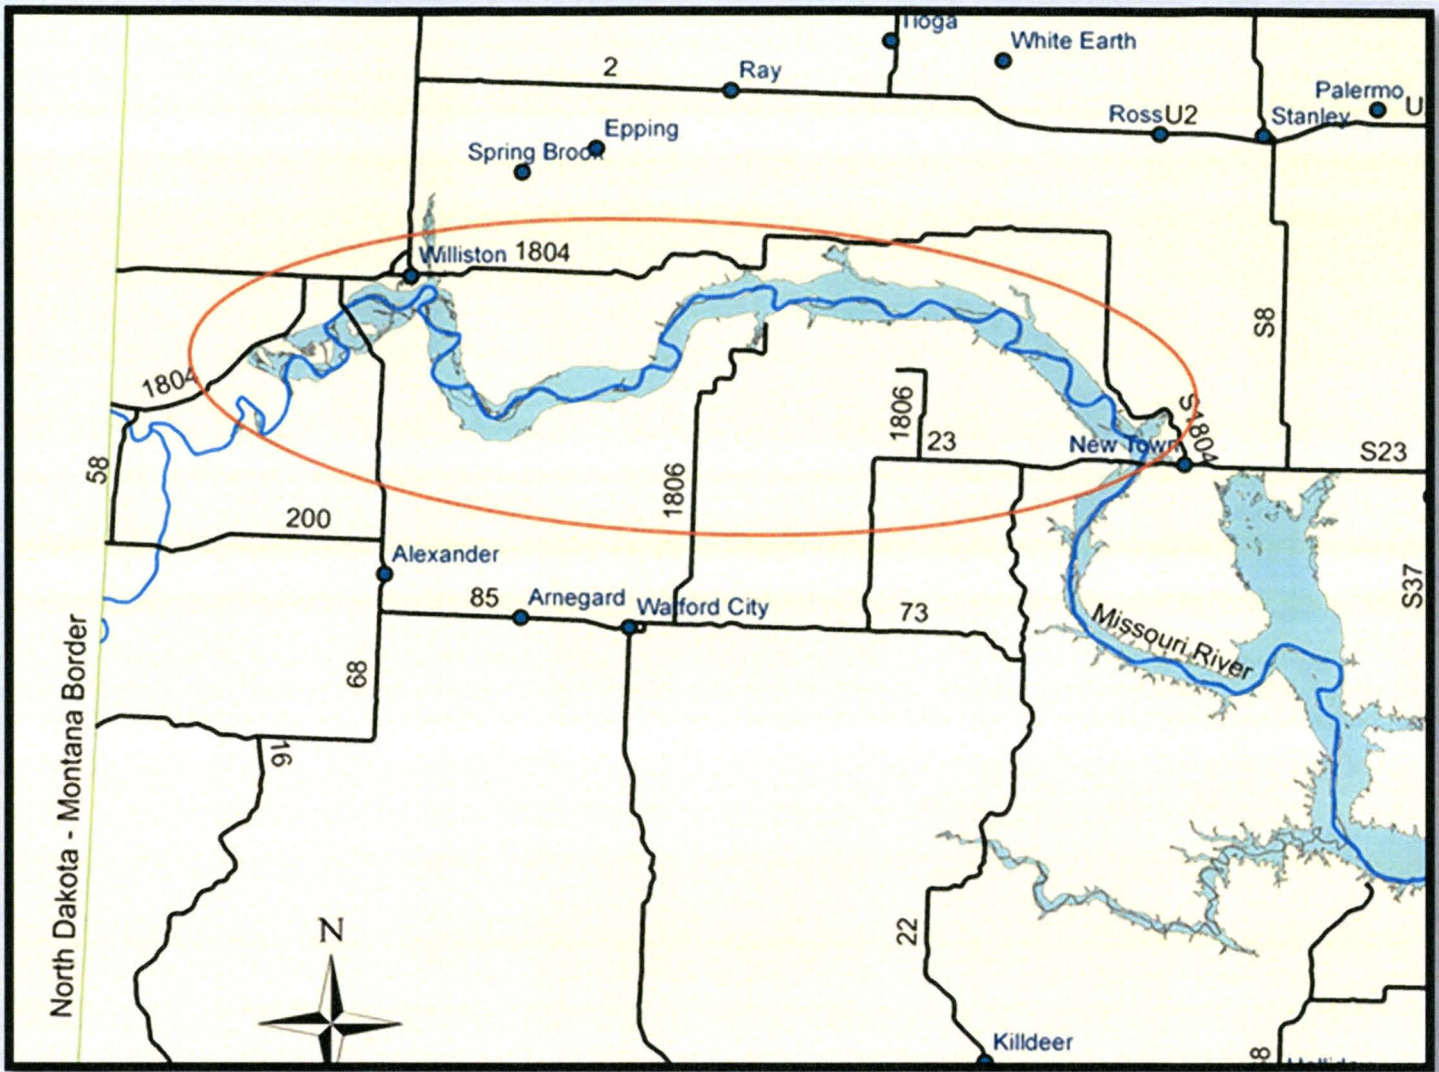 Tioga
White Earth
2
Ray
Palermo
U
Ross
U2
Stanley
Epping
Spring Brook
Williston
1804
S8
1804
1806
S1804
New Town
23
S23
58
1806
200
Alexander
S37
85
Arnegard
Watford City
73
Missouri River
68
North Dakota - Montana Border
16
N
22
Killdeer
8